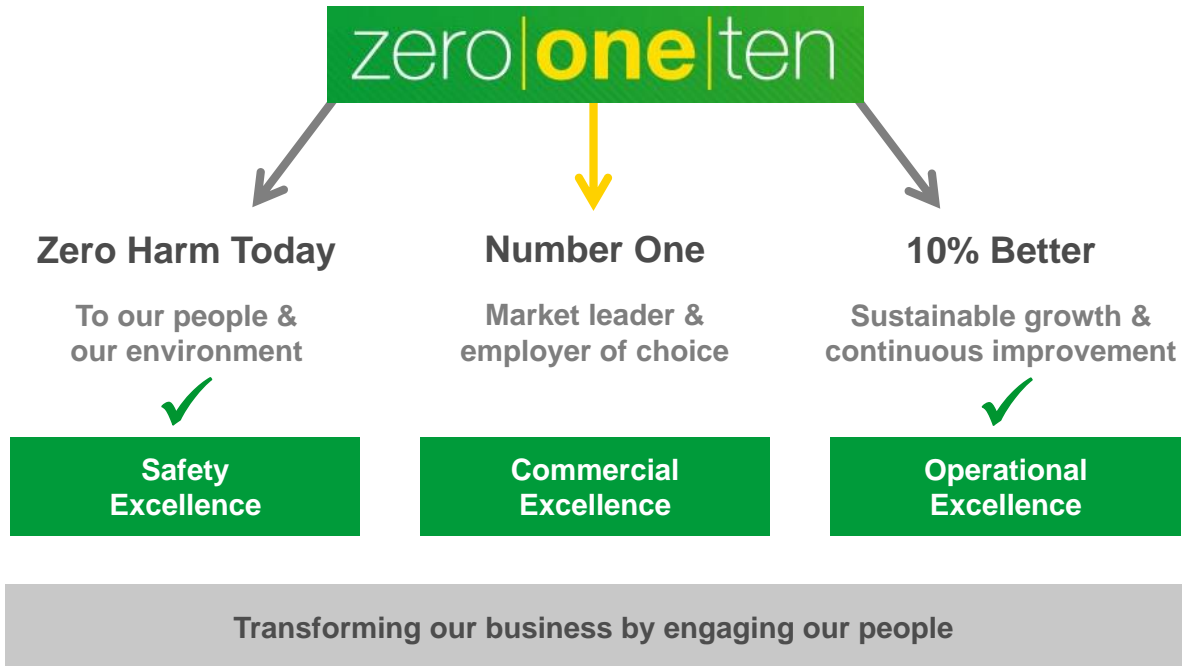 zero|one|ten
Zero Harm Today
To our people &
our environment
Safety
Excellence
Number One
Market leader &
employer of choice
Commercial
Excellence
10% Better
Sustainable growth &
continuous improvement
Operational
Excellence
Transforming our business by engaging our people